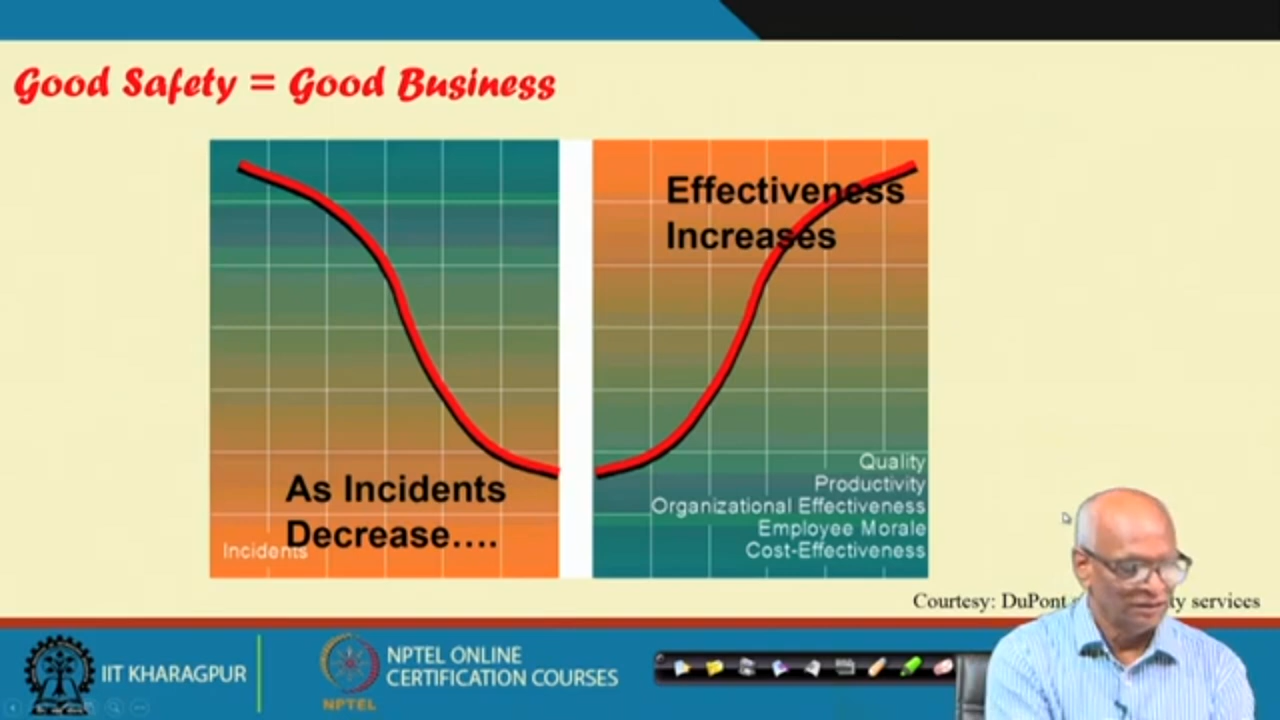 Good Safety = Good Business
As Incidents
Decrease….
Incidents
Effectiveness
Increases
Quality
Productivity
Organizational Effectiveness
Employee Morale
Cost-Effectiveness
Courtesy: DuPont
services
IIT KHARAGPUR
NPTEL
NPTEL ONLINE
CERTIFICATION COURSES